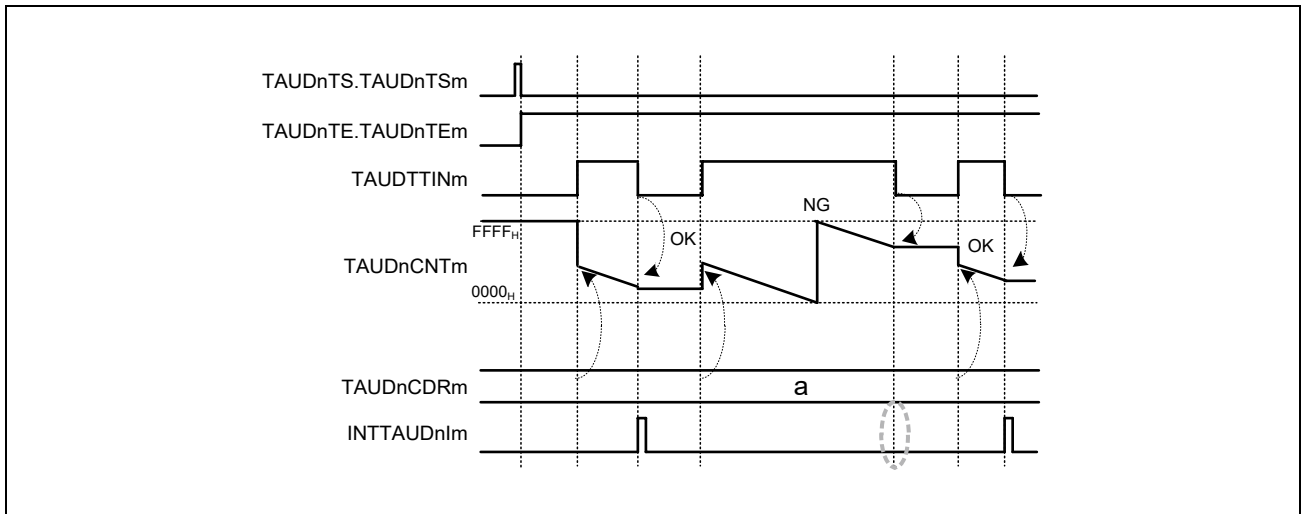 TAUDnTS.TAUDnTSm
TAUDnTE.TAUDnTEm
TAUDTTINm
NG
FFFFH
OK
OK
TAUDnCNTm
0000H
TAUDnCDRm
a
INTTAUDnIm